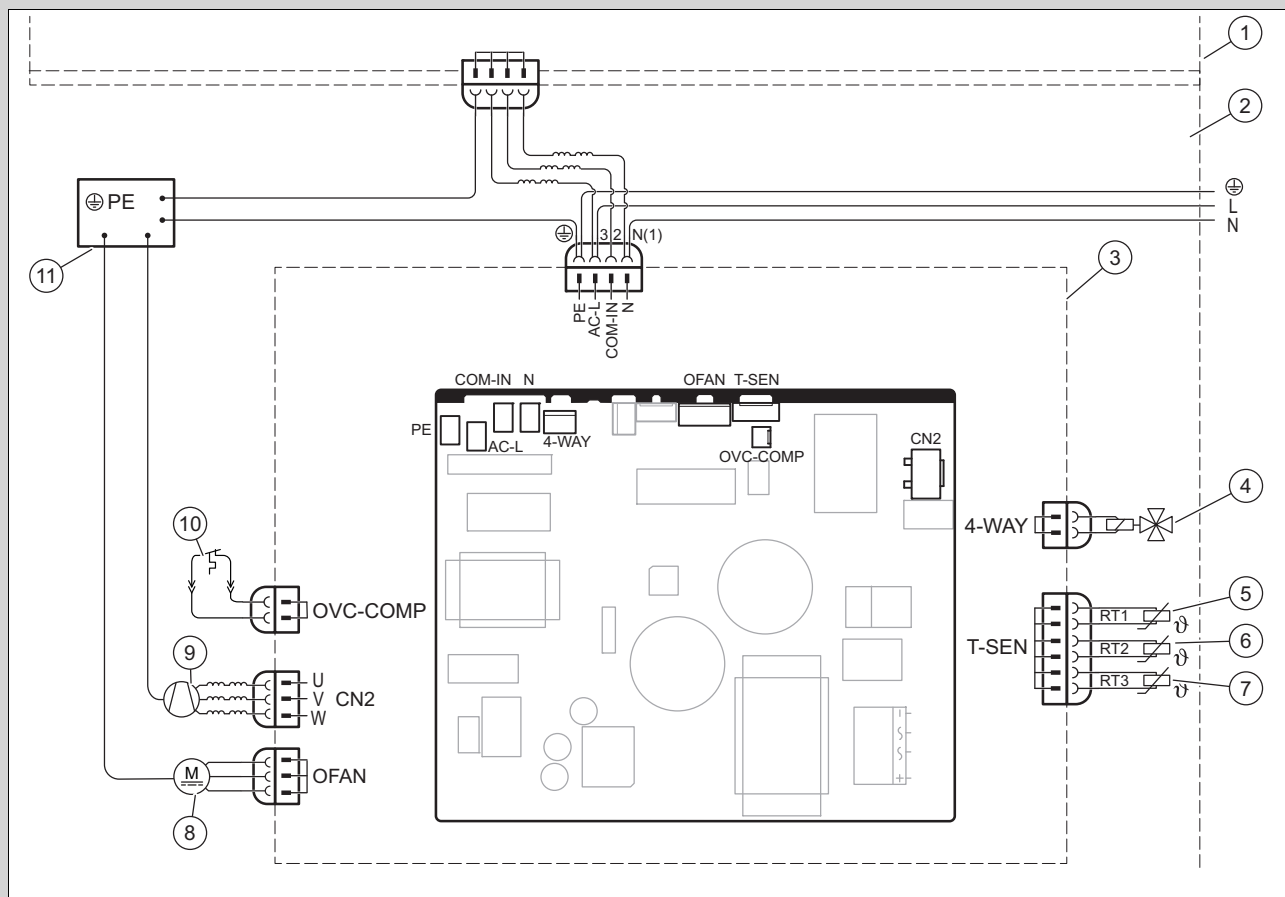 1
2
PE
L
N
3 2 N(1)
11
3
PE
AC-L
COM-IN
N
COM-IN N OFAN T-SEN
PE
AC-L
4-WAY
OVC-COMP
CN2
4
4-WAY
10
OVC-COMP
5
RT1 ϑ
T-SEN
6
RT2 ϑ
RT3 ϑ
7
9
U
V
W
CN2
M
OFAN
8